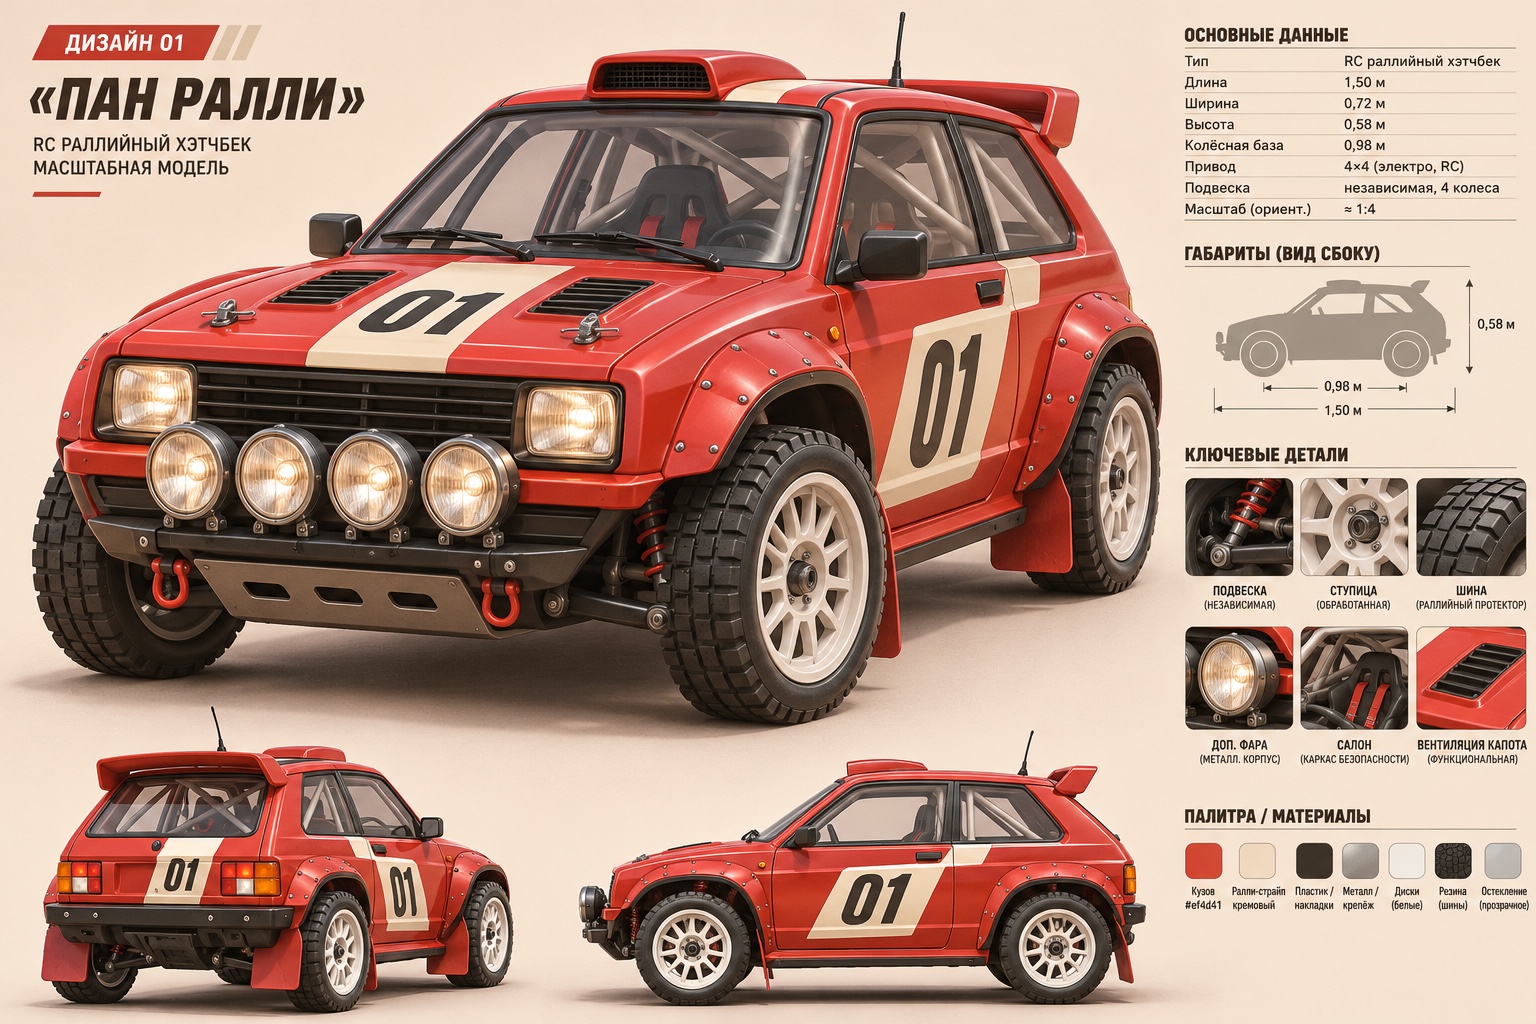 ДИЗАЙН 01
«ПАН РАЛЛИ»
RC РАЛЛИЙНЫЙ ХЭТЧБЕК
МАСШТАБНАЯ МОДЕЛЬ
01
01
01
01
01
ОСНОВНЫЕ ДАННЫЕ
Тип RC раллийный хэтчбек
Длина 1,50 м
Ширина 0,72 м
Высота 0,58 м
Колёсная база 0,98 м
Привод 4×4 (электро, RC)
Подвеска независимая, 4 колеса
Масштаб (ориент.) ≈ 1:4
ГАБАРИТЫ (ВИД СБОКУ)
0,58 м
0,98 м
1,50 м
КЛЮЧЕВЫЕ ДЕТАЛИ
ПОДВЕСКА
(НЕЗАВИСИМАЯ)
СТУПИЦА
(ОБРАБОТАННАЯ)
ШИНА
(РАЛЛИЙНЫЙ ПРОТЕКТОР)
ДОП. ФАРА
(МЕТАЛЛ. КОРПУС)
САЛОН
(КАРКАС БЕЗОПАСНОСТИ)
ВЕНТИЛЯЦИЯ КАПОТА
(ФУНКЦИОНАЛЬНАЯ)
ПАЛИТРА / МАТЕРИАЛЫ
Кузов
#ef4d41
Ралли-страйп
кремовый
Пластик /
накладки
Металл /
крепёж
Диски
(белые)
Резина
(шины)
Остекление
(прозрачное)